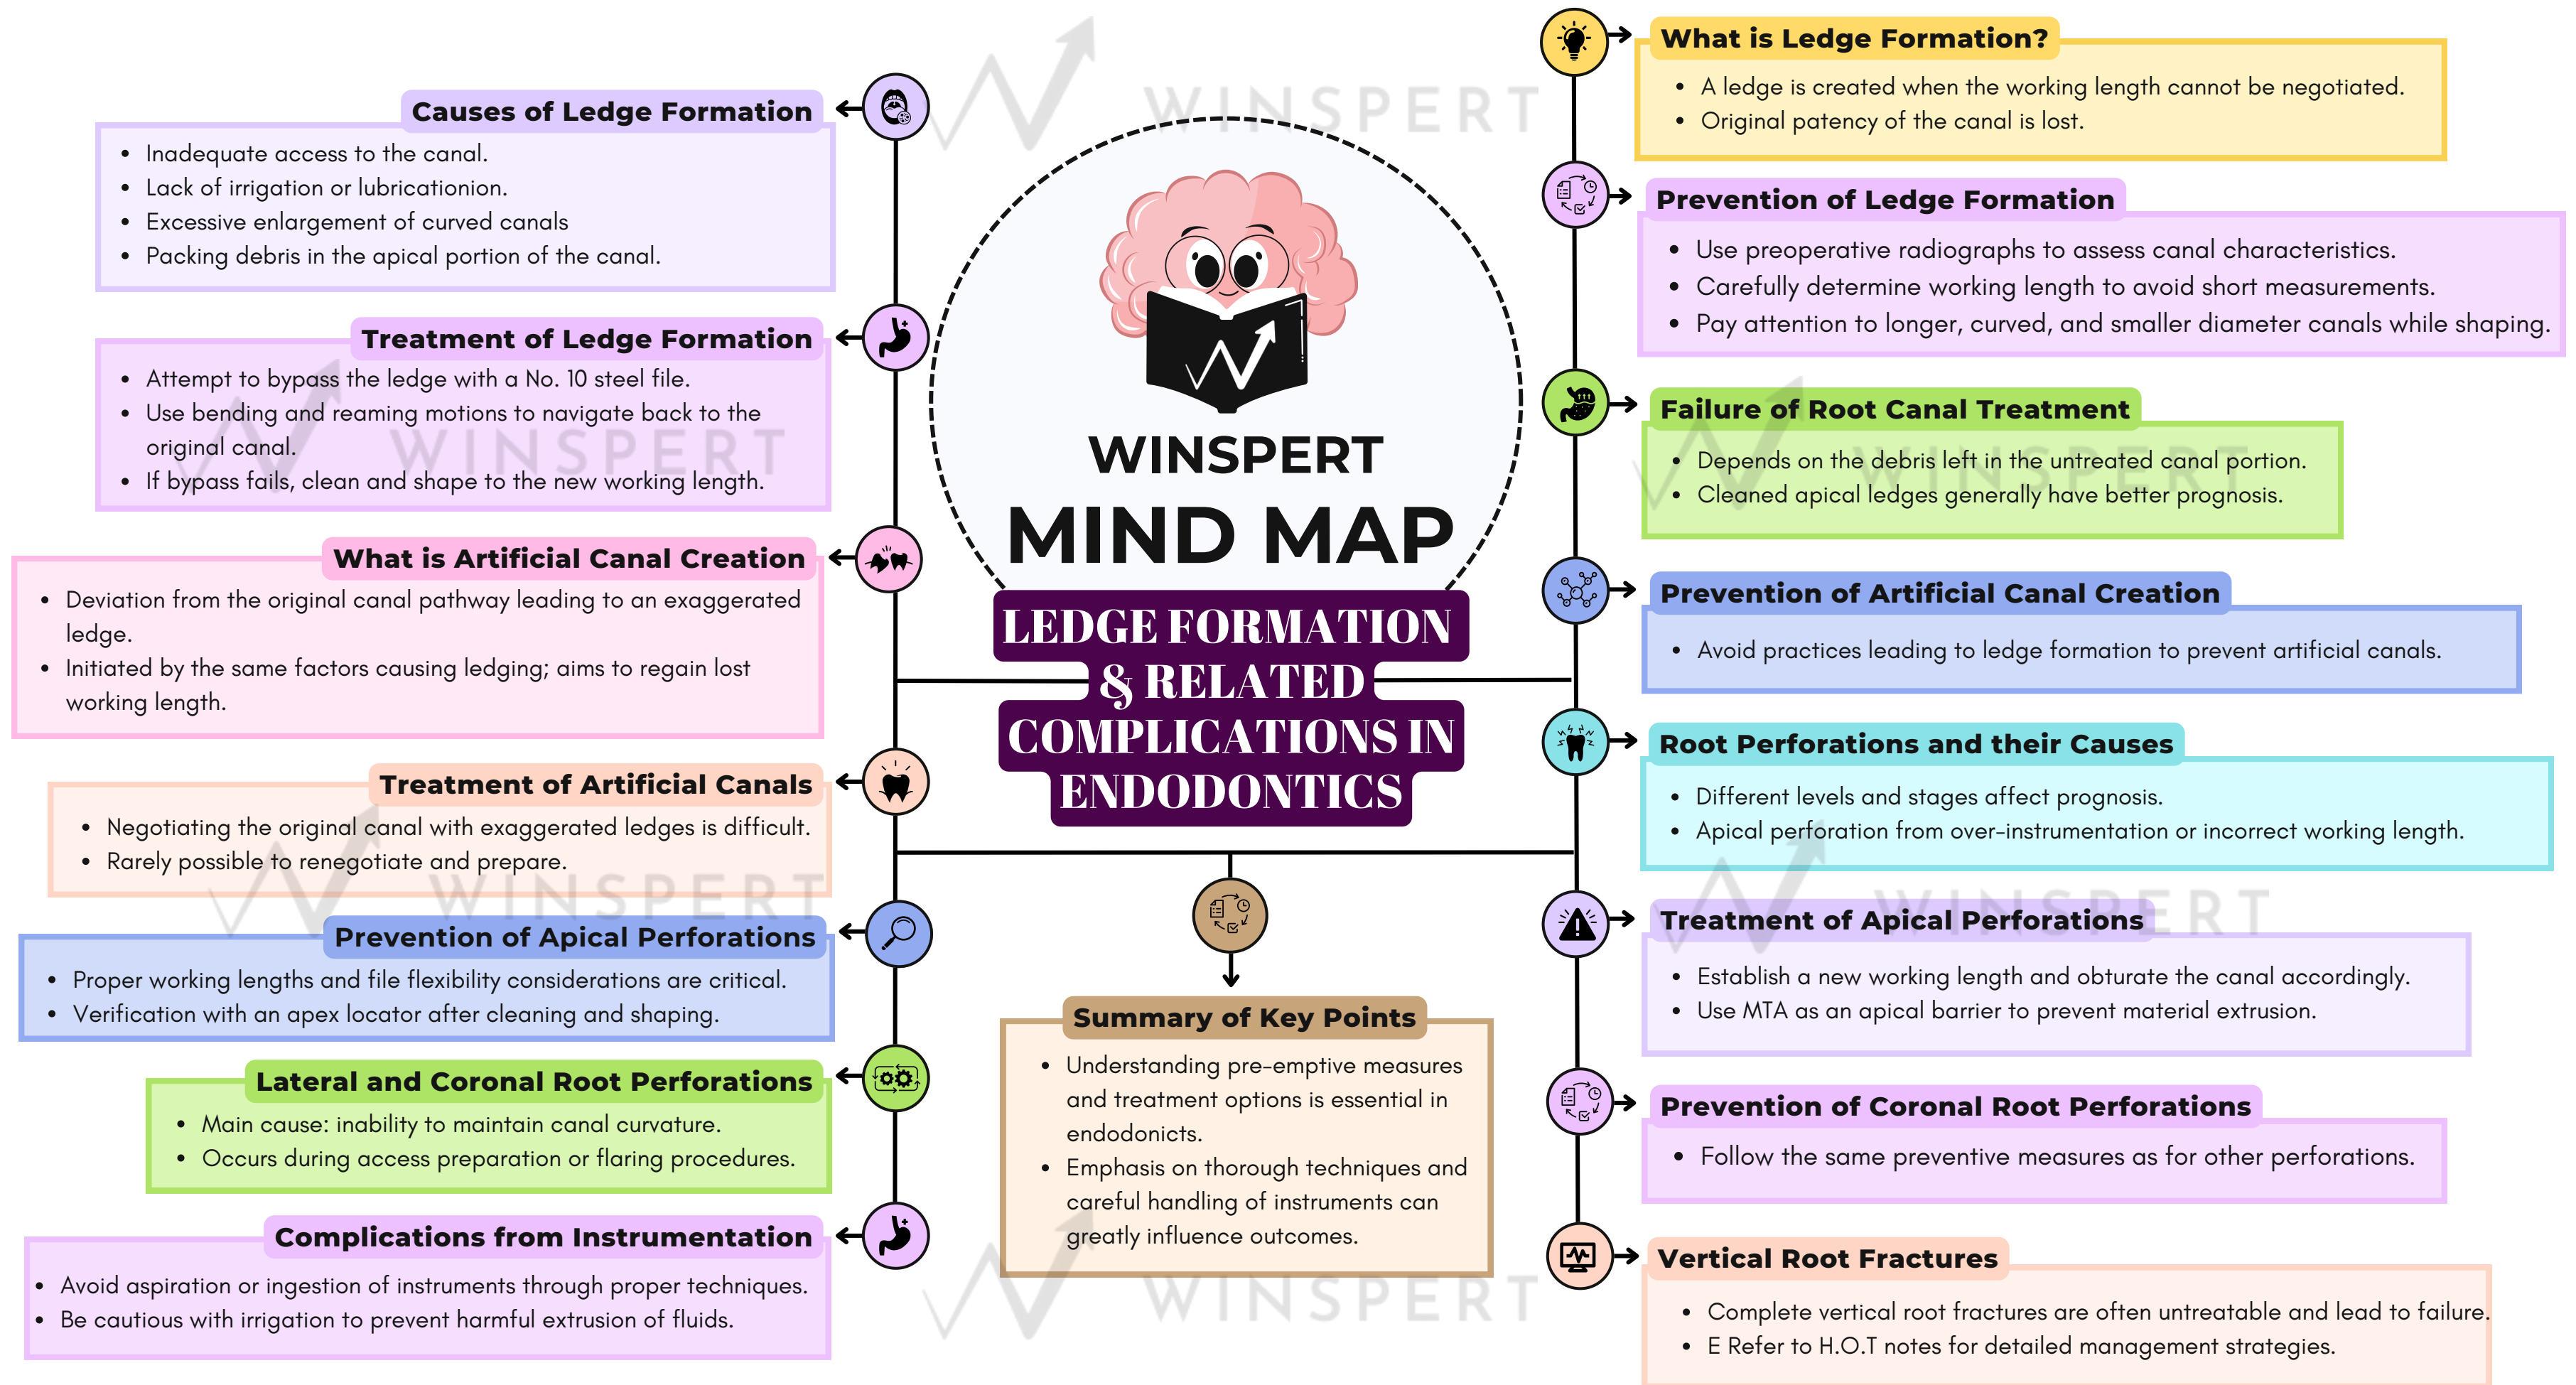 WINSPERT
MIND MAP
LEDGE FORMATION
& RELATED
COMPLICATIONS IN
ENDODONTICS
What is Ledge Formation?
• A ledge is created when the working length cannot be negotiated.
• Original patency of the canal is lost.
Causes of Ledge Formation
• Inadequate access to the canal.
• Lack of irrigation or lubricationion.
• Excessive enlargement of curved canals
• Packing debris in the apical portion of the canal.
Prevention of Ledge Formation
• Use preoperative radiographs to assess canal characteristics.
• Carefully determine working length to avoid short measurements.
• Pay attention to longer, curved, and smaller diameter canals while shaping.
Treatment of Ledge Formation
• Attempt to bypass the ledge with a No. 10 steel file.
• Use bending and reaming motions to navigate back to the
original canal.
• If bypass fails, clean and shape to the new working length.
Failure of Root Canal Treatment
• Depends on the debris left in the untreated canal portion.
• Cleaned apical ledges generally have better prognosis.
What is Artificial Canal Creation
• Deviation from the original canal pathway leading to an exaggerated
ledge.
• Initiated by the same factors causing ledging; aims to regain lost
working length.
Prevention of Artificial Canal Creation
• Avoid practices leading to ledge formation to prevent artificial canals.
Treatment of Artificial Canals
• Negotiating the original canal with exaggerated ledges is difficult.
• Rarely possible to renegotiate and prepare.
Root Perforations and their Causes
• Different levels and stages affect prognosis.
• Apical perforation from over-instrumentation or incorrect working length.
Prevention of Apical Perforations
• Proper working lengths and file flexibility considerations are critical.
• Verification with an apex locator after cleaning and shaping.
Treatment of Apical Perforations
• Establish a new working length and obturate the canal accordingly.
• Use MTA as an apical barrier to prevent material extrusion.
Lateral and Coronal Root Perforations
• Main cause: inability to maintain canal curvature.
• Occurs during access preparation or flaring procedures.
Prevention of Coronal Root Perforations
• Follow the same preventive measures as for other perforations.
Complications from Instrumentation
• Avoid aspiration or ingestion of instruments through proper techniques.
• Be cautious with irrigation to prevent harmful extrusion of fluids.
Vertical Root Fractures
• Complete vertical root fractures are often untreatable and lead to failure.
• E Refer to H.O.T notes for detailed management strategies.
Summary of Key Points
• Understanding pre-emptive measures
and treatment options is essential in
endodonicts.
• Emphasis on thorough techniques and
careful handling of instruments can
greatly influence outcomes.
WINSPERT
WINSPERT
WINSPERT
WINSPERT
WINSPERT
WINSPERT